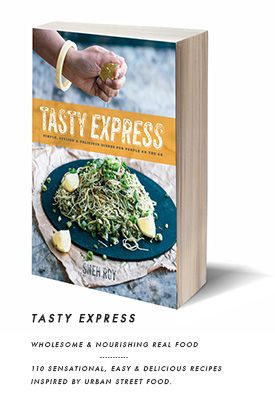 TASTY EXPRESS
SIMPLE, STYLISH & DELICIOUS DISHES FOR PEOPLE ON THE GO
SNEH ROY
TASTY EXPRESS
WHOLESOME & NOURISHING REAL FOOD
-----------
110 SENSATIONAL, EASY & DELICIOUS RECIPES
INSPIRED BY URBAN STREET FOOD.